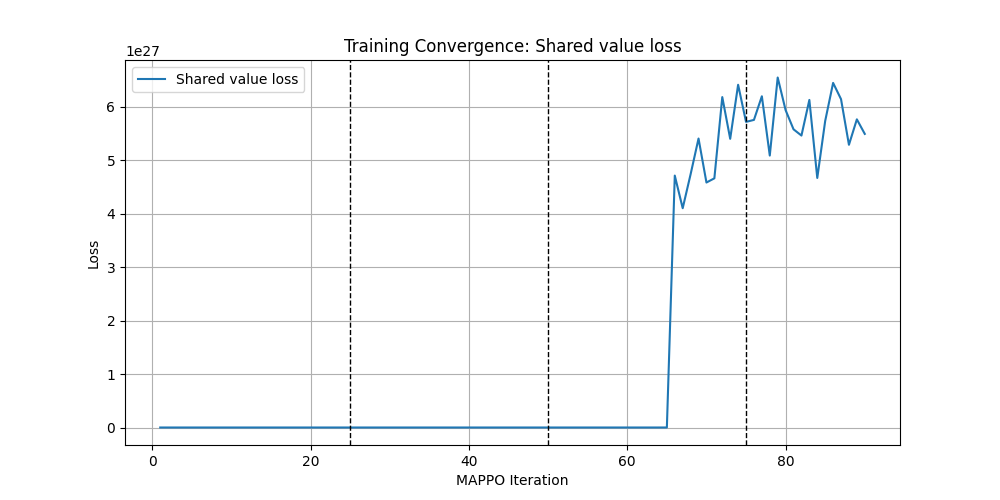 Training Convergence: Shared value loss
1e27
Shared value loss
6
5
4
3
2
1
0
Loss
0 20 40 60 80
MAPPO Iteration